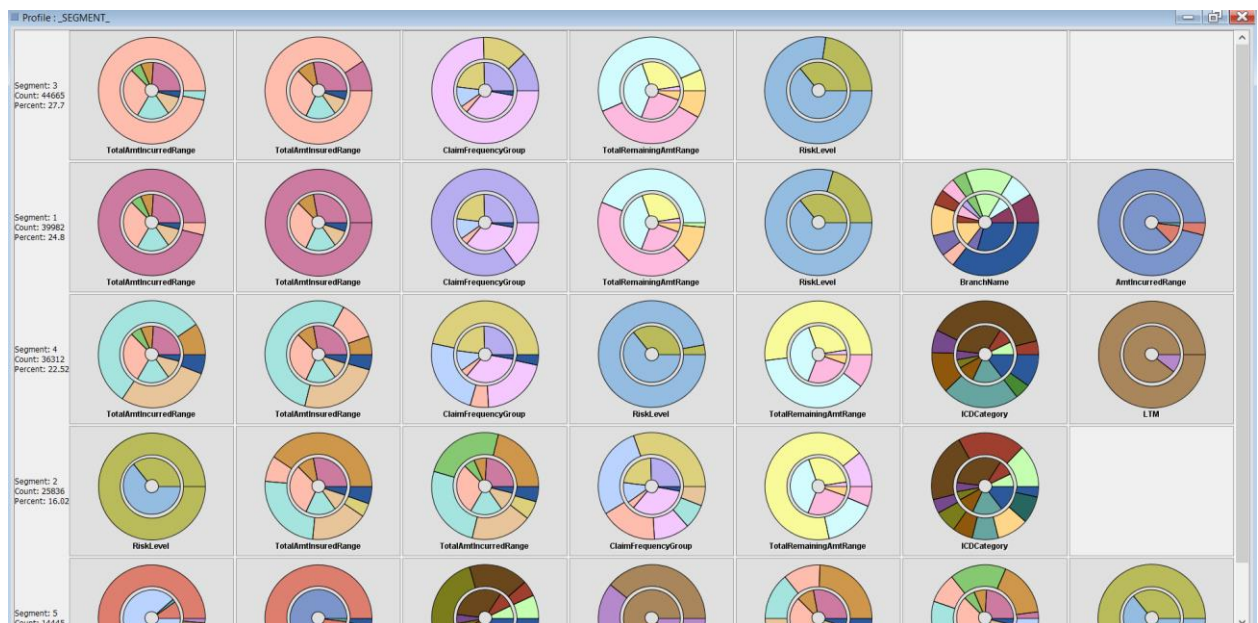 Profile : _SEGMENT_
Segment: 3
Count: 44665
Percent: 27.7
TotalAmtIncurredRange
TotalAmtInsuredRange
ClaimFrequencyGroup
TotalRemainingAmtRange
RiskLevel
Segment: 1
Count: 39982
Percent: 24.8
TotalAmtIncurredRange
TotalAmtInsuredRange
ClaimFrequencyGroup
TotalRemainingAmtRange
RiskLevel
BranchName
AmtIncurredRange
Segment: 4
Count: 36312
Percent: 22.52
TotalAmtIncurredRange
TotalAmtInsuredRange
ClaimFrequencyGroup
RiskLevel
TotalRemainingAmtRange
ICDCategory
LTM
Segment: 2
Count: 25836
Percent: 16.02
RiskLevel
TotalAmtInsuredRange
TotalAmtIncurredRange
ClaimFrequencyGroup
TotalRemainingAmtRange
ICDCategory
Segment: 5
Count: 14445